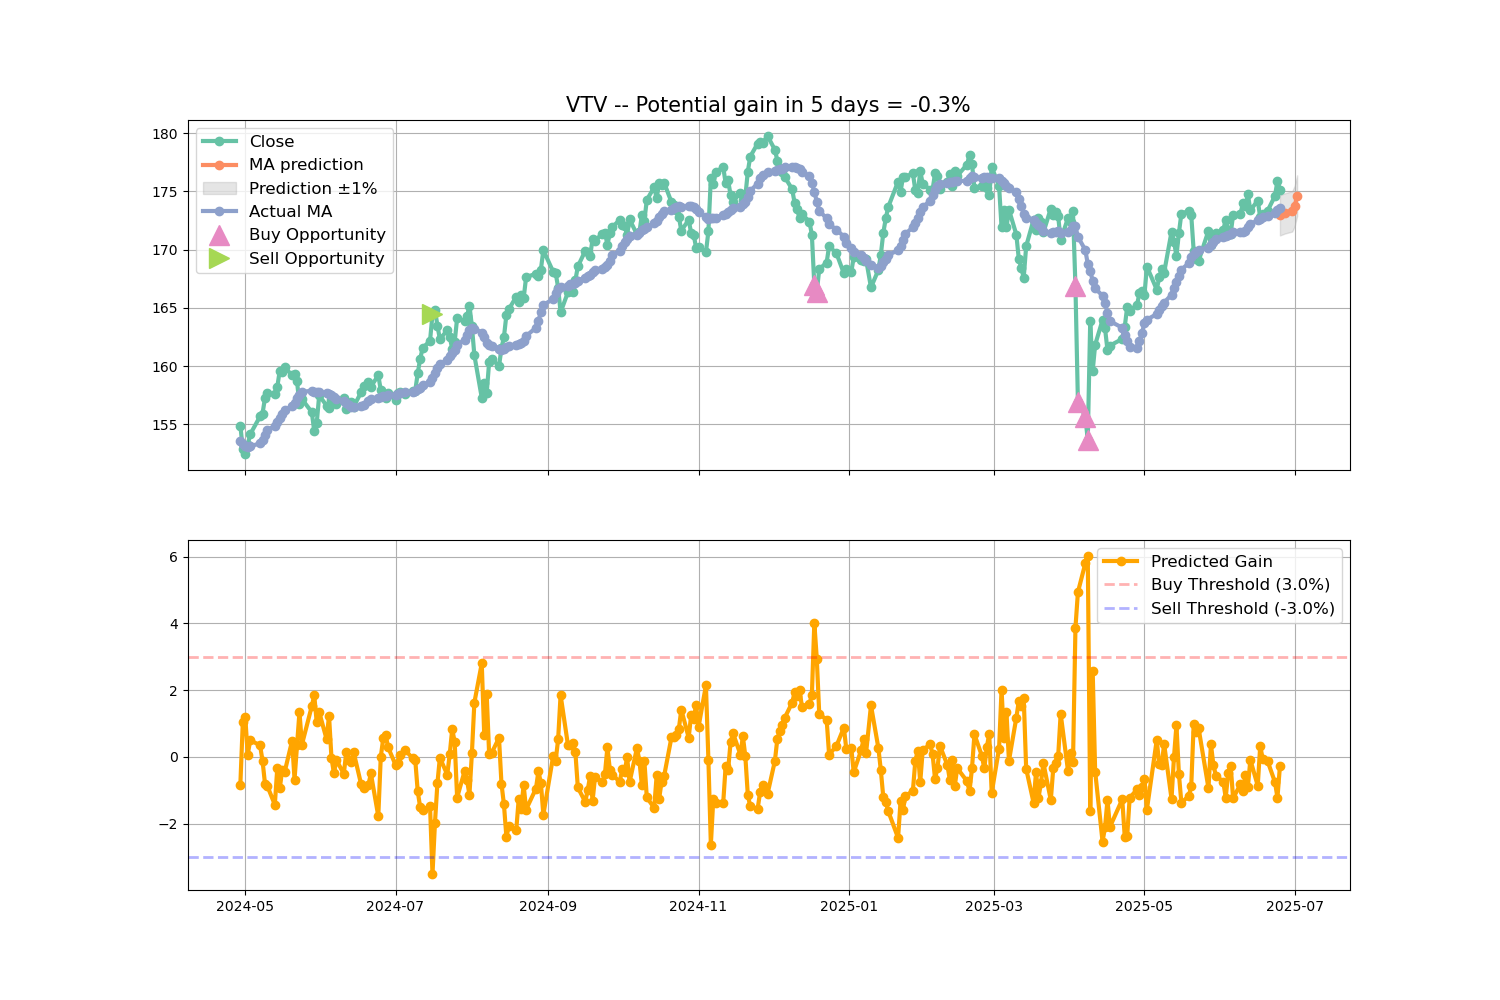 VTV -- Potential gain in 5 days = -0.3%
180
175
170
165
160
155
Close
MA prediction
Prediction ±1%
Actual MA
Buy Opportunity
Sell Opportunity
6
4
2
0
−2
Predicted Gain
Buy Threshold (3.0%)
Sell Threshold (-3.0%)
2024-05
2024-07
2024-09
2024-11
2025-01
2025-03
2025-05
2025-07